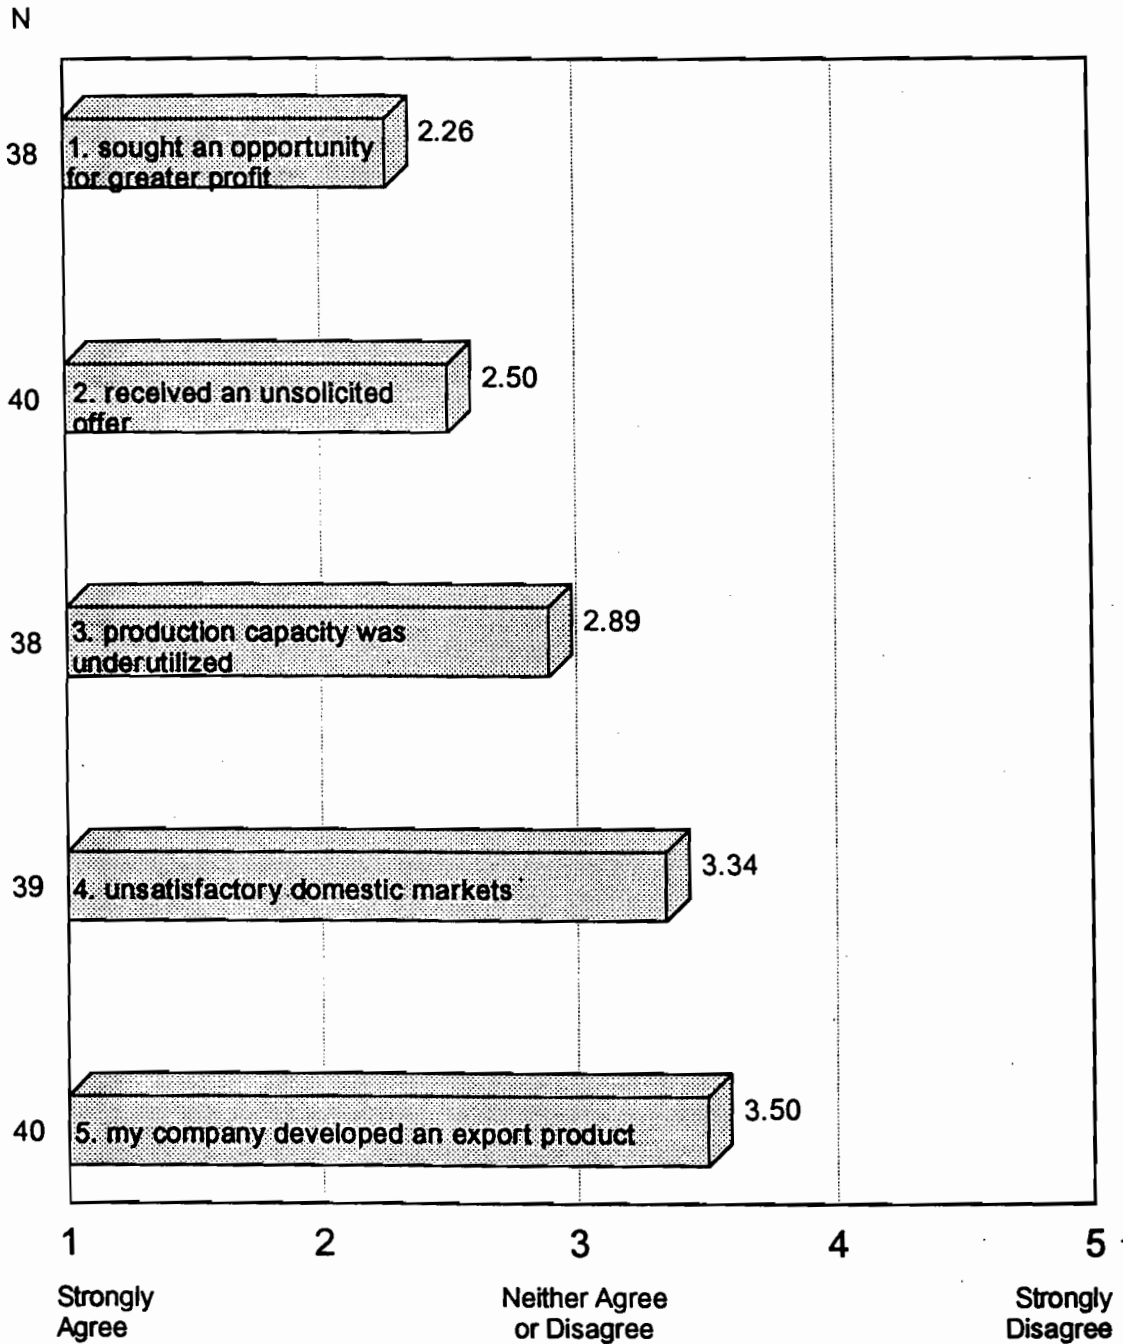 N
38
1. sought an opportunity
for greater profit
2.26
40
2. received an unsolicited
offer
2.50
38
3. production capacity was
underutilized
2.89
39
4. unsatisfactory domestic markets
3.34
40
5. my company developed an export product
3.50
1 2 3 4 5
Strongly
Agree
Neither Agree
or Disagree
Strongly
Disagree